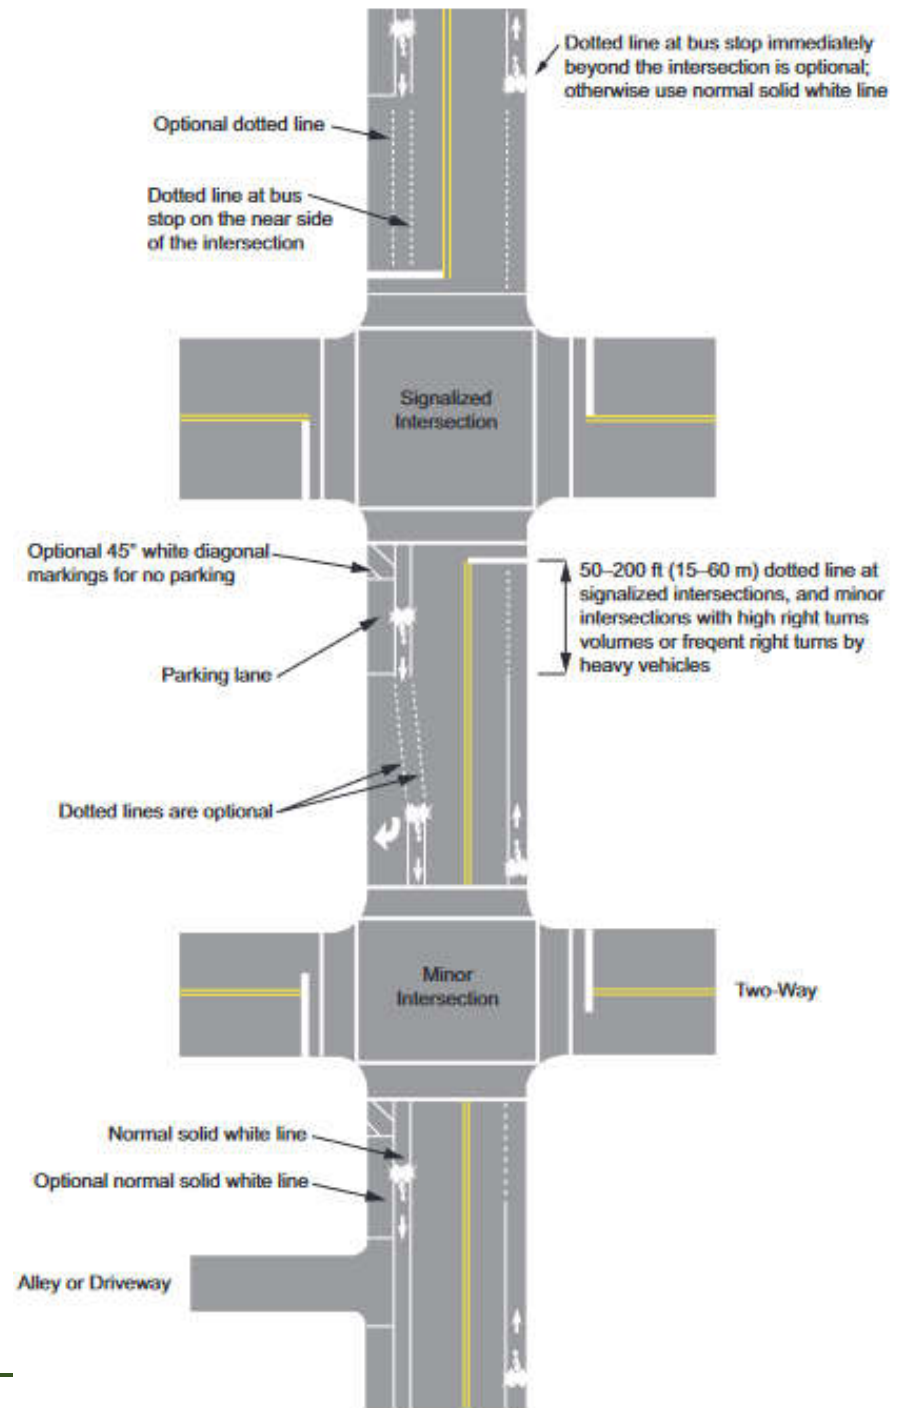 Dotted line at bus stop immediately
beyond the intersection is optional;
otherwise use normal solid white line
Optional dotted line
Dotted line at bus
stop on the near side
of the intersection
Signalized
Intersection
Optional 45° white diagonal
markings for no parking
50–200 ft (15–60 m) dotted line at
signalized intersections, and minor
intersections with high right turns
volumes or freqent right turns by
heavy vehicles
Parking lane
Dotted lines are optional
Minor
Intersection
Two-Way
Normal solid white line
Optional normal solid white line
Alley or Driveway